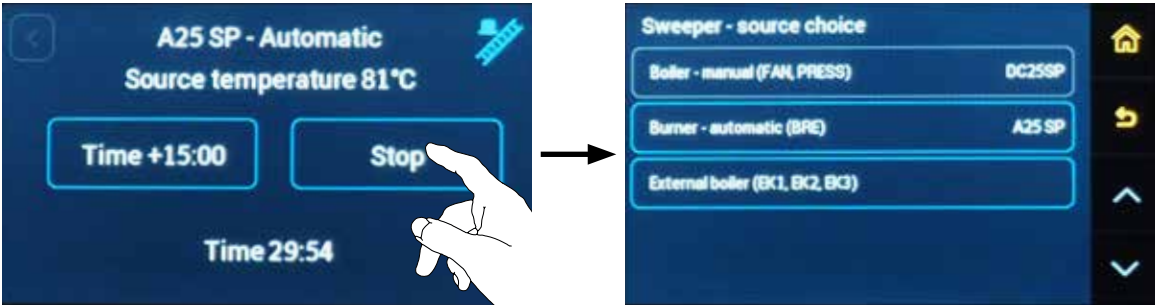 A25 SP - Automatic
Source temperature 81°C
Time +15:00
Stop
Time 29:54
Sweeper - source choice
Boiler - manual (FAN, PRESS) DC25SP
Burner - automatic (BRE) A25 SP
External boiler (EK1, EK2, EK3)